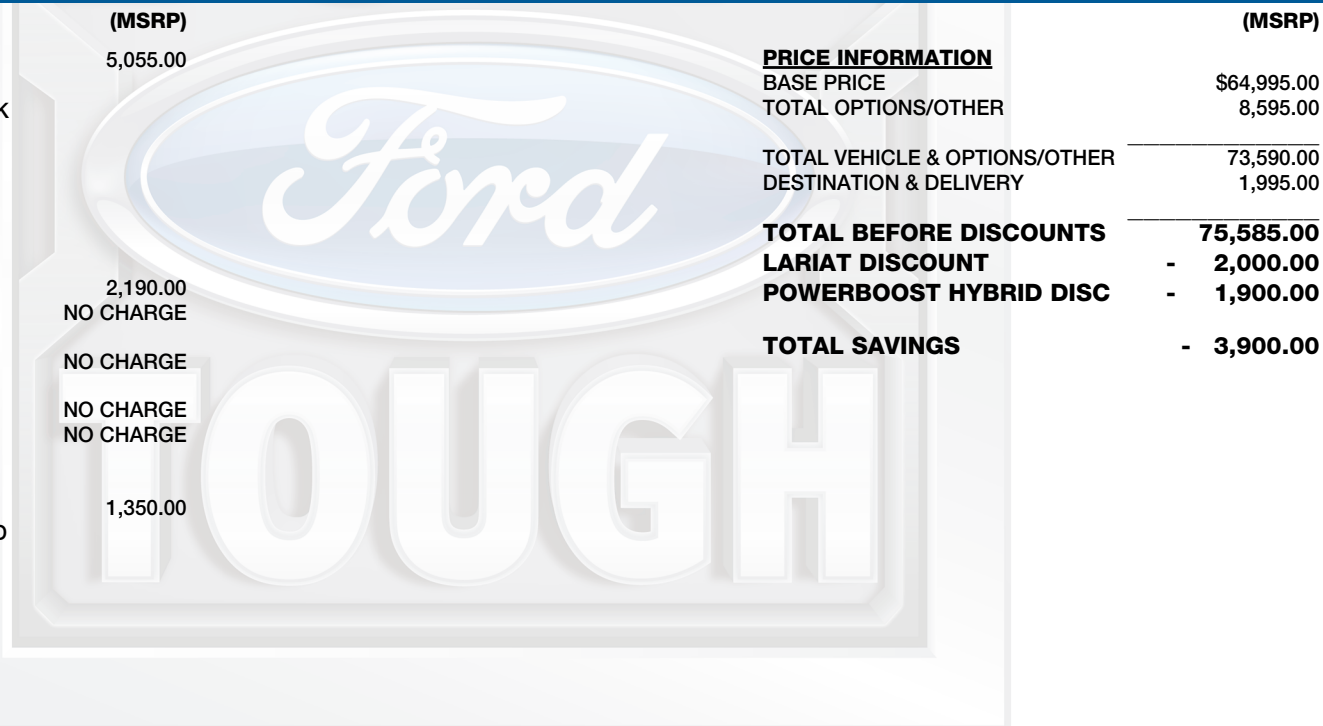 (MSRP)
5,055.00
K
2,190.00
NO CHARGE
NO CHARGE
NO CHARGE
NO CHARGE
1,350.00
Ford
TOUGH
(MSRP)
PRICE INFORMATION
BASE PRICE $64,995.00
TOTAL OPTIONS/OTHER 8,595.00
TOTAL VEHICLE & OPTIONS/OTHER 73,590.00
DESTINATION & DELIVERY 1,995.00
TOTAL BEFORE DISCOUNTS 75,585.00
LARIAT DISCOUNT - 2,000.00
POWERBOOST HYBRID DISC - 1,900.00
TOTAL SAVINGS - 3,900.00